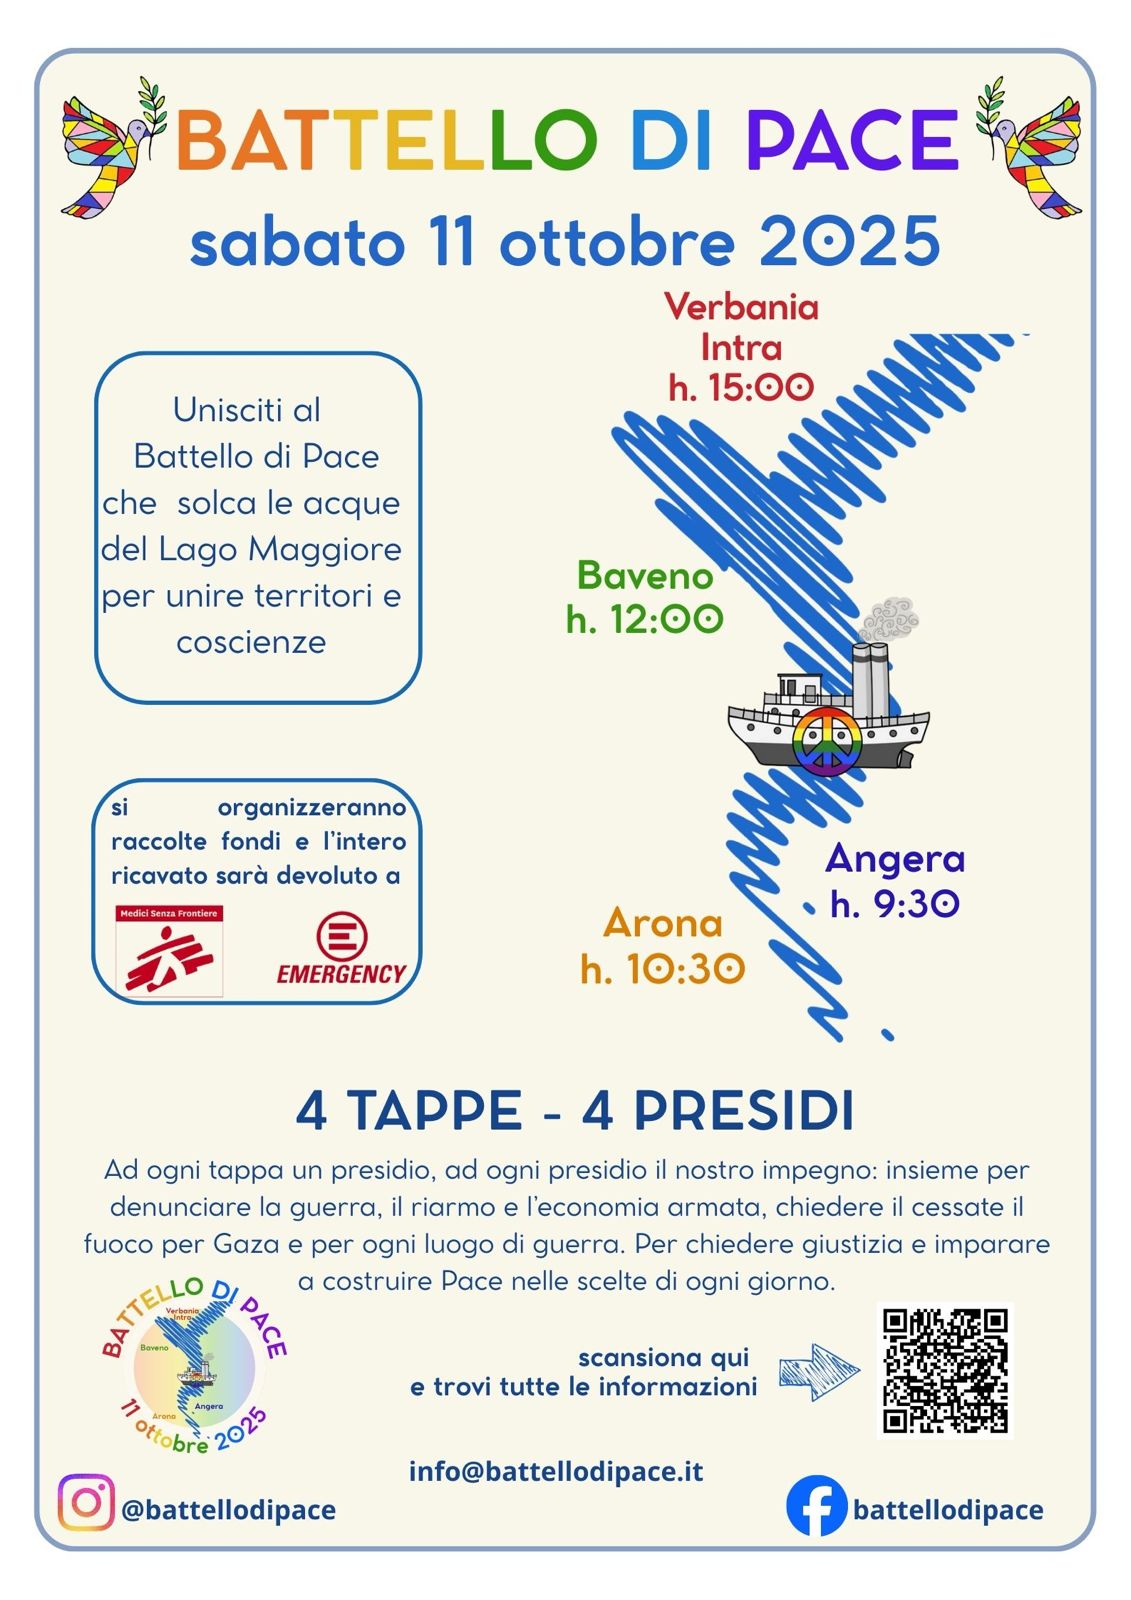 BATTELLO DI PACE
sabato 11 ottobre 2025
Verbania
Intra
h. 15:00
Unisciti al
Battello di Pace
che solca le acque
del Lago Maggiore
per unire territori e
coscienze
Baveno
h. 12:00
si organizzeranno
raccolte fondi e l'intero
ricavato sarà devoluto a
Medici Senza Frontiere
EMERGENCY
Angera
h. 9:30
Arona
h. 10:30
4 TAPPE - 4 PRESIDI
Ad ogni tappa un presidio, ad ogni presidio il nostro impegno: insieme per
denunciare la guerra, il riarmo e l'economia armata, chiedere il cessate il
fuoco per Gaza e per ogni luogo di guerra. Per chiedere giustizia e imparare
a costruire Pace nelle scelte di ogni giorno.
BATTELLO DI PACE
Verbania
Intra
Baveno
Angera
Arona
11 ottobre 2025
scansiona qui
e trovi tutte le informazioni
info@battellodipace.it
@battellodipace
battellodipace